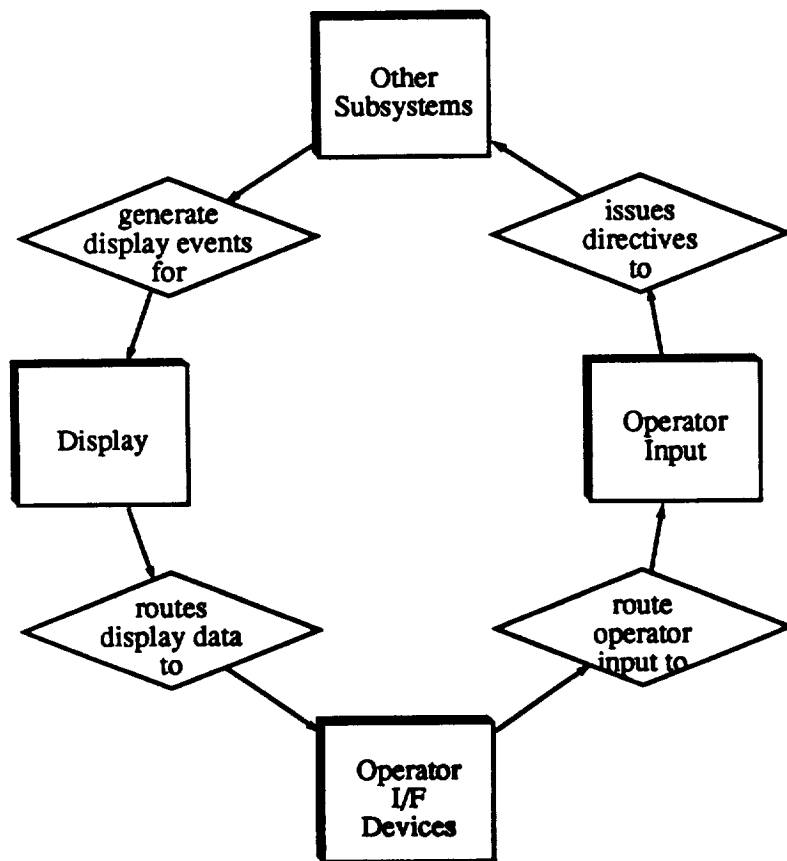 Other
Subsystems
generate
display events
for
issues
directives
to
Display
Operator
Input
routes
display data
to
route
operator
input to
Operator
I/F
Devices